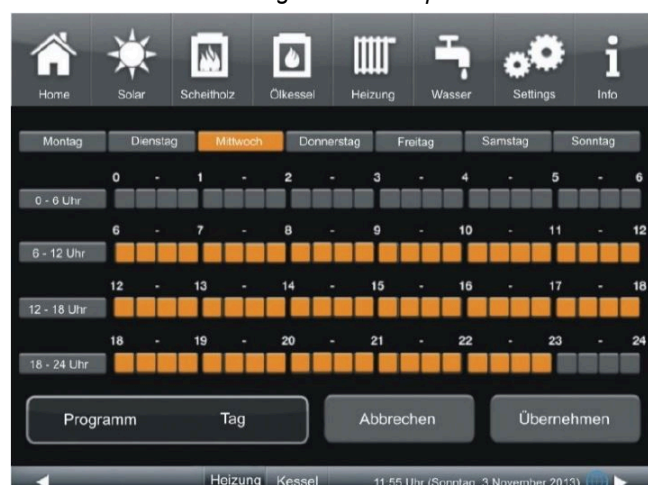 Home Solar Scheitholz Ölkessel Heizung Wasser Settings Info
Montag Dienstag Mittwoch Donnerstag Freitag Samstag Sonntag
0 - 1 - 2 - 3 - 4 - 5 - 6
0 - 6 Uhr
6 - 7 - 8 - 9 - 10 - 11 - 12
6 - 12 Uhr
12 - 13 - 14 - 15 - 16 - 17 - 18
12 - 18 Uhr
18 - 19 - 20 - 21 - 22 - 23 - 24
18 - 24 Uhr
Programm Tag Abbrechen Übernehmen
Heizung Kessel 11:55 Uhr (Sonntag, 3 November 2013)